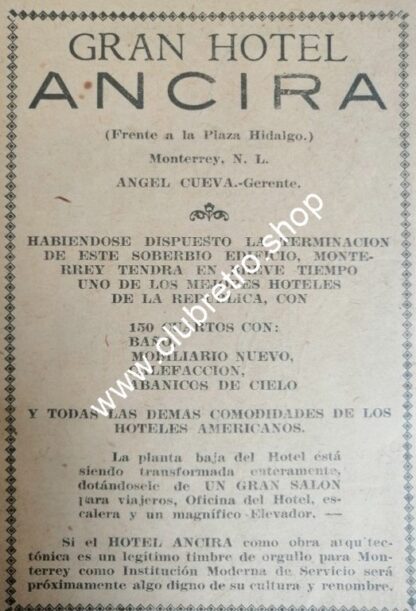 GRAN HOTEL
ANCIRA
(Frente a la Plaza Hidalgo.)
Monterrey, N. L.
ANGEL CUEVA.-Gerente.
HABIENDOSE DISPUESTO LA TERMINACION
DE ESTE SOBERBIO EDIFICIO, MONTE-
RREY TENDRA EN BREVE TIEMPO
UNO DE LOS MEJORES HOTELES
DE LA REPUBLICA, CON
150 CUARTOS CON:
BAÑO
MOBILIARIO NUEVO,
CALEFACCION,
ABANICOS DE CIELO
Y TODAS LAS DEMAS COMODIDADES DE LOS
HOTELES AMERICANOS.
La planta baja del Hotel está
siendo transformada enteramente,
dotándosele de UN GRAN SALON
para viajeros, Oficina del Hotel, es-
calera y un magnífico Elevador. —
Si el HOTEL ANCIRA como obra arquitec-
tónica es un legítimo timbre de orgullo para Mon-
terrey como Institución Moderna de Servicio será
próximamente algo digno de su cultura y renombre.
www.clubretro.shop